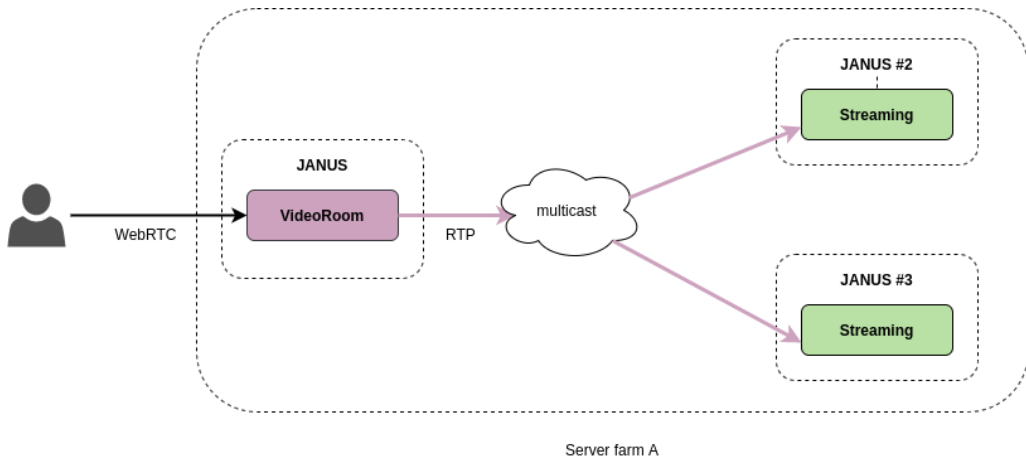 JANUS #2
Streaming
JANUS
VideoRoom
multicast
WebRTC
RTP
JANUS #3
Streaming
Server farm A